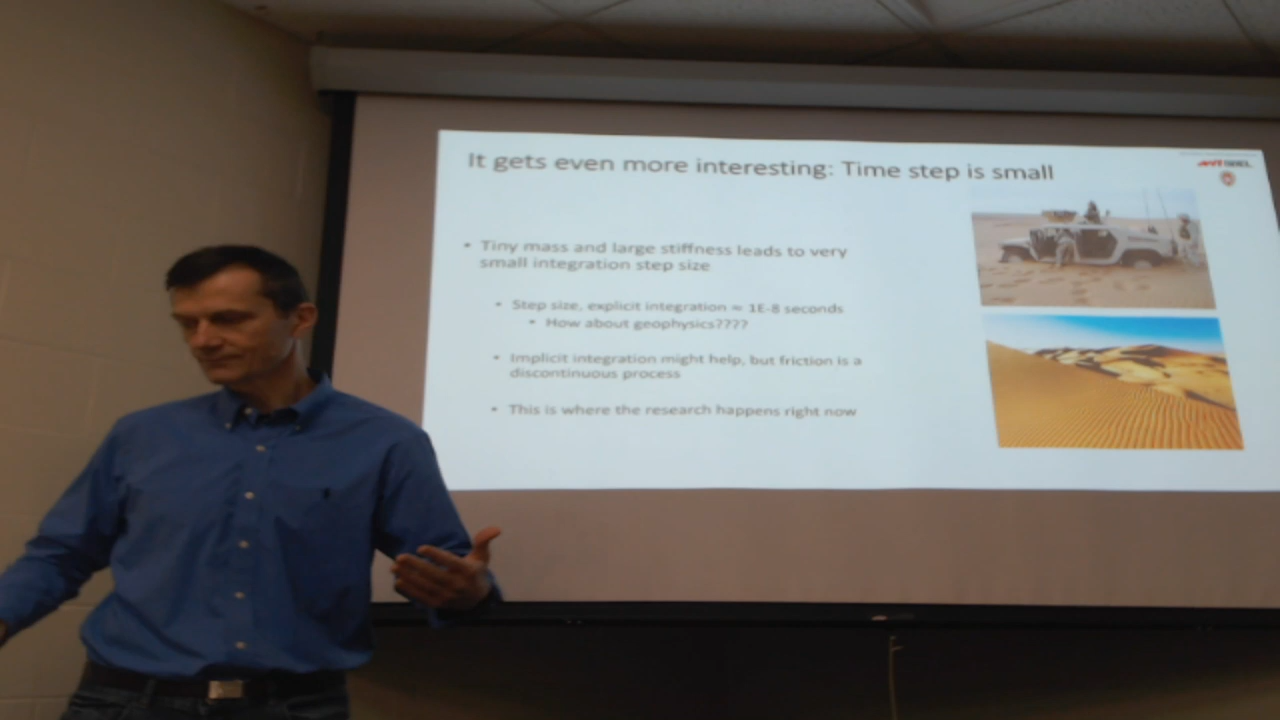 It gets even more interesting: Time step is small
• Tiny mass and large stiffness leads to very
small integration step size
• Step size, explicit integration ≈ 1E-8 seconds
• How about geophysics????
• Implicit integration might help, but friction is a
discontinuous process
• This is where the research happens right now